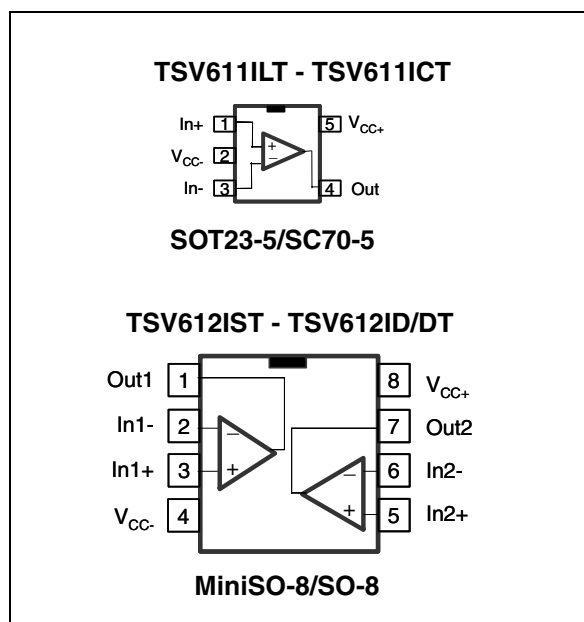 TSV611ILT - TSV611ICT
In+ 1 5 VCC+
+
VCC- 2
−
In- 3 4 Out
SOT23-5/SC70-5
TSV612IST - TSV612ID/DT
Out1 1 8 VCC+
In1- 2 − 7 Out2
In1+ 3 + − 6 In2-
VCC- 4 + 5 In2+
MiniSO-8/SO-8